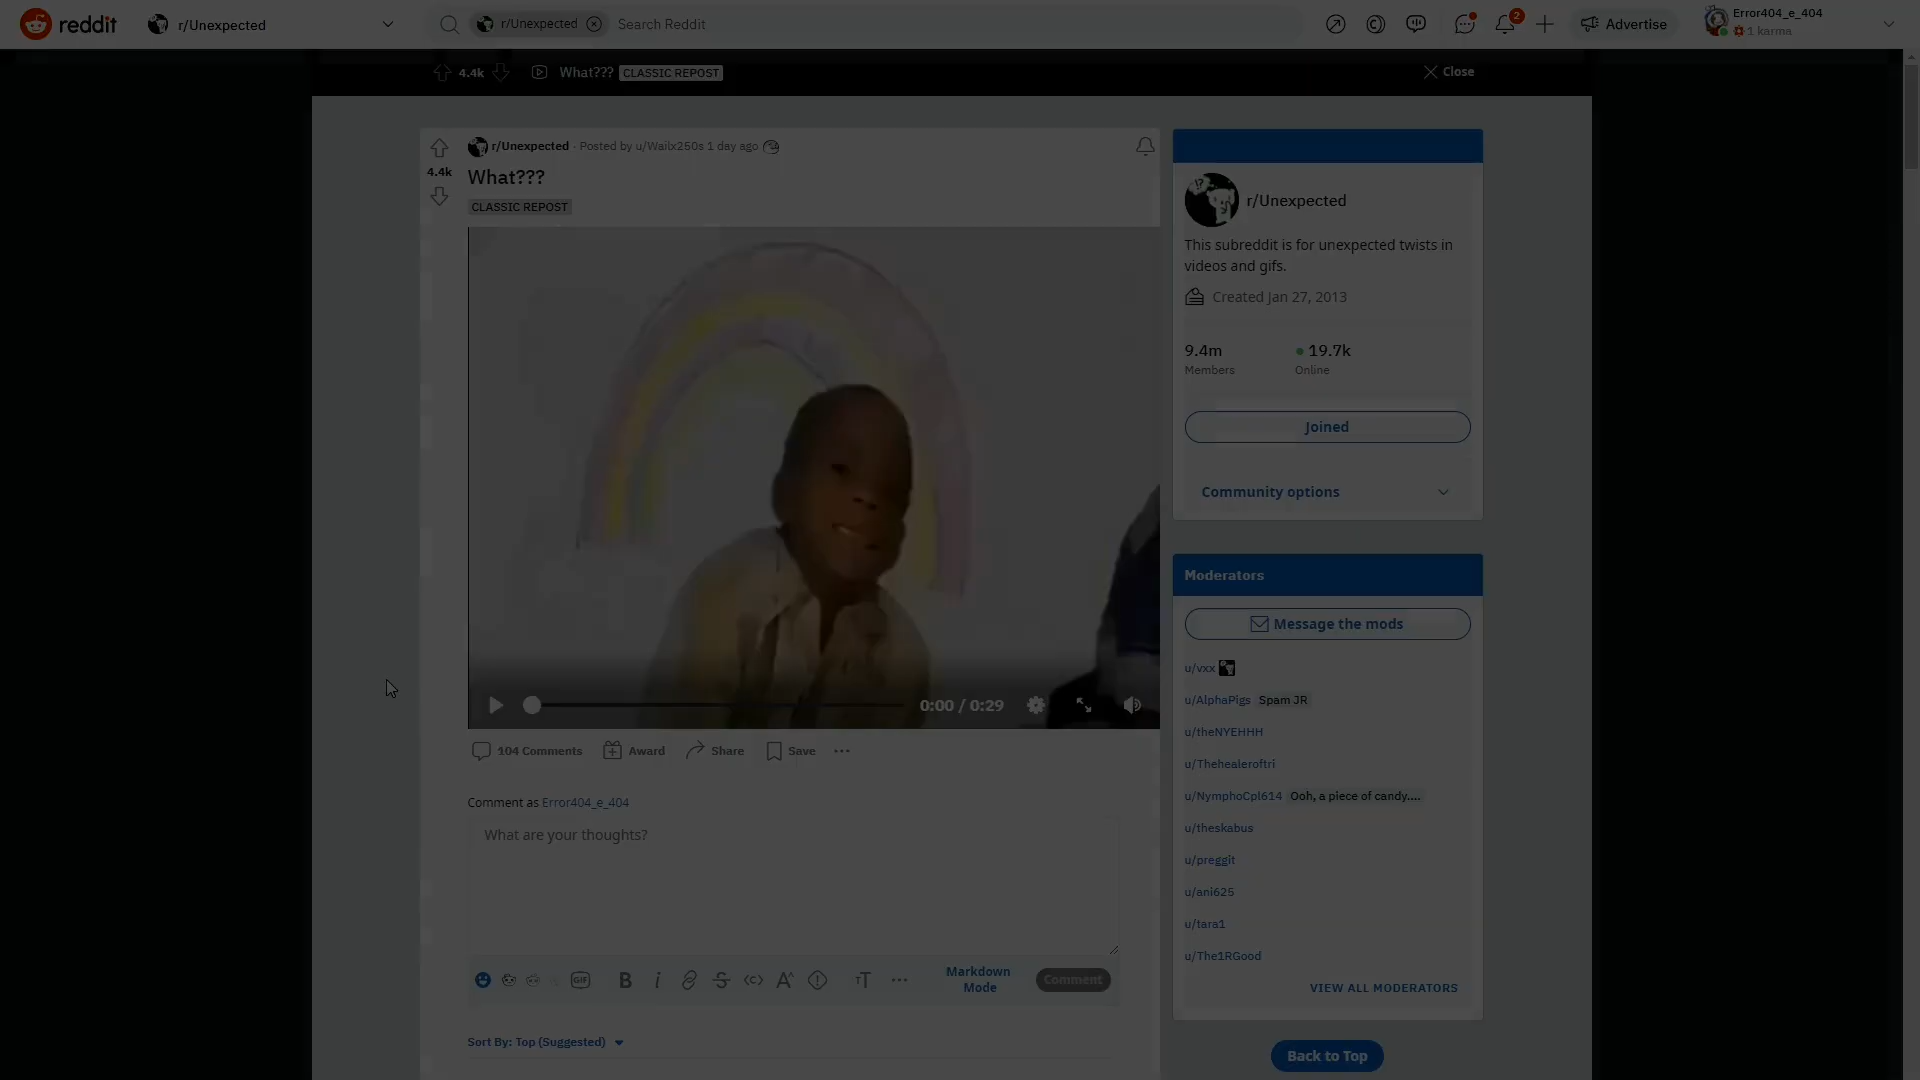 reddit
r/Unexpected
r/Unexpected
Search Reddit
2
Advertise
Error404_e_404
1 karma
4.4k
What???
CLASSIC REPOST
Close
r/Unexpected · Posted by u/Wailx250s 1 day ago
4.4k
What???
CLASSIC REPOST
0:00 / 0:29
104 Comments
Award
Share
Save
Comment as Error404_e_404
What are your thoughts?
GIF
Markdown
Mode
Comment
Sort By: Top (Suggested)
r/Unexpected
This subreddit is for unexpected twists in
videos and gifs.
Created Jan 27, 2013
9.4m
19.7k
Members
Online
Joined
Community options
Moderators
Message the mods
u/vxx
u/AlphaPigs Spam JR
u/theNYEHHH
u/Thehealeroftri
u/NymphoCpl614 Ooh, a piece of candy....
u/theskabus
u/preggit
u/ani625
u/tara1
u/The1RGood
VIEW ALL MODERATORS
Back to Top